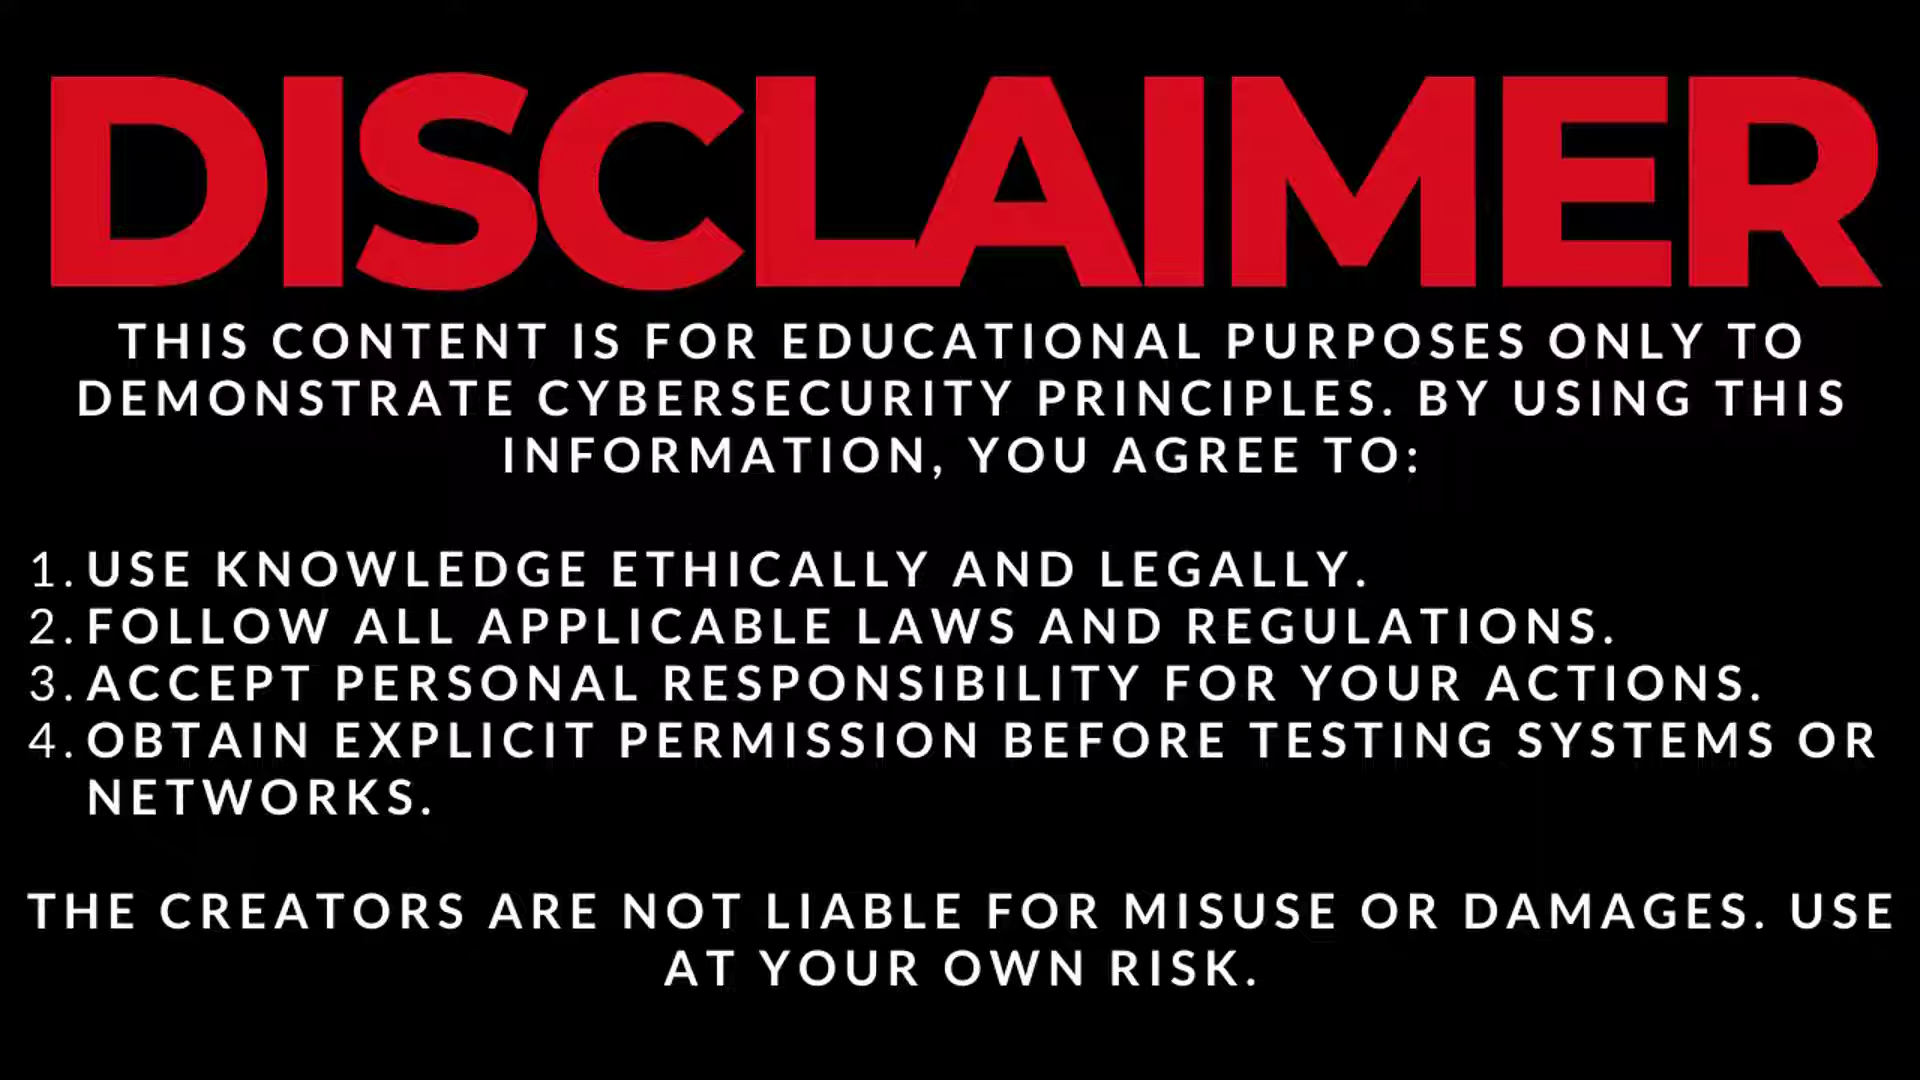 DISCLAIMER
THIS CONTENT IS FOR EDUCATIONAL PURPOSES ONLY TO
DEMONSTRATE CYBERSECURITY PRINCIPLES. BY USING THIS
INFORMATION, YOU AGREE TO:
1. USE KNOWLEDGE ETHICALLY AND LEGALLY.
2. FOLLOW ALL APPLICABLE LAWS AND REGULATIONS.
3. ACCEPT PERSONAL RESPONSIBILITY FOR YOUR ACTIONS.
4. OBTAIN EXPLICIT PERMISSION BEFORE TESTING SYSTEMS OR
NETWORKS.
THE CREATORS ARE NOT LIABLE FOR MISUSE OR DAMAGES. USE
AT YOUR OWN RISK.